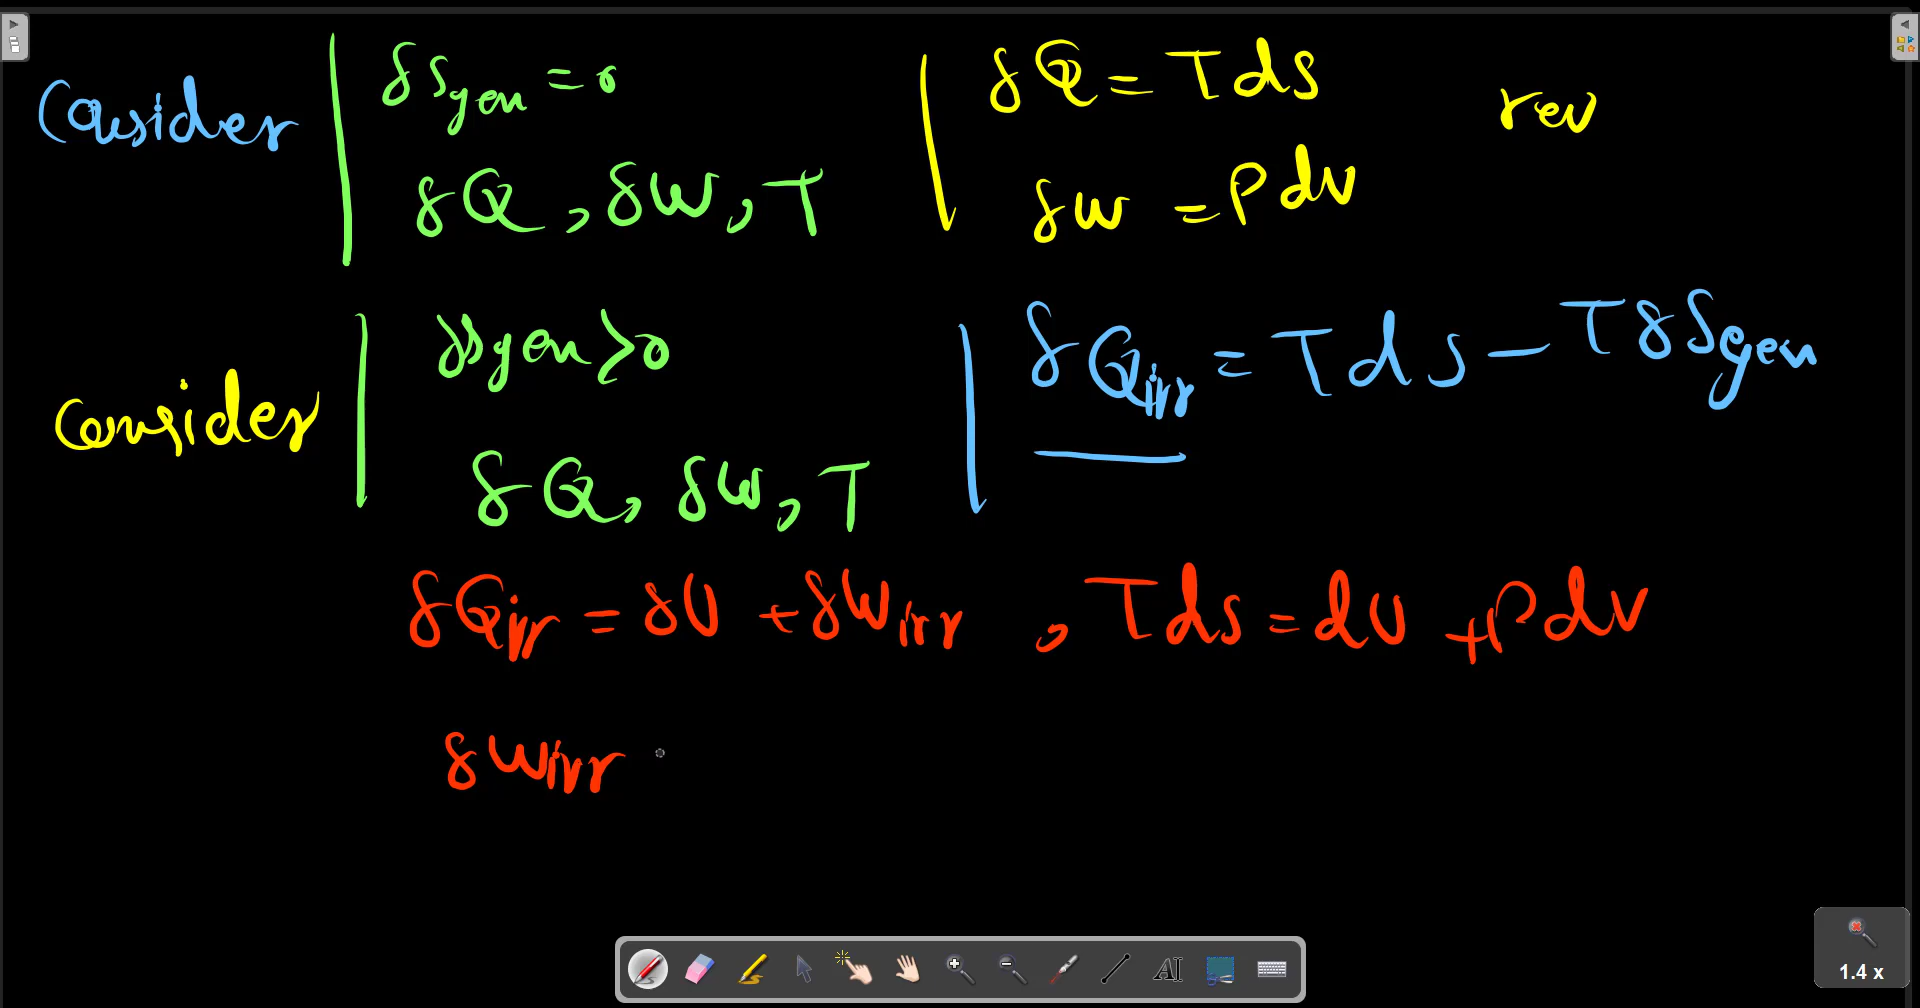 Consider
δSgen = 0
δQ = Tds
rev
δQ, δW, T
δW = Pdv
Consider
δSgen > 0
δQirr = Tds − TδSgen
δQ, δW, T
δQirr = δU + δWirr , Tds = dU + Pdv
δWirr
AI
1.4 x